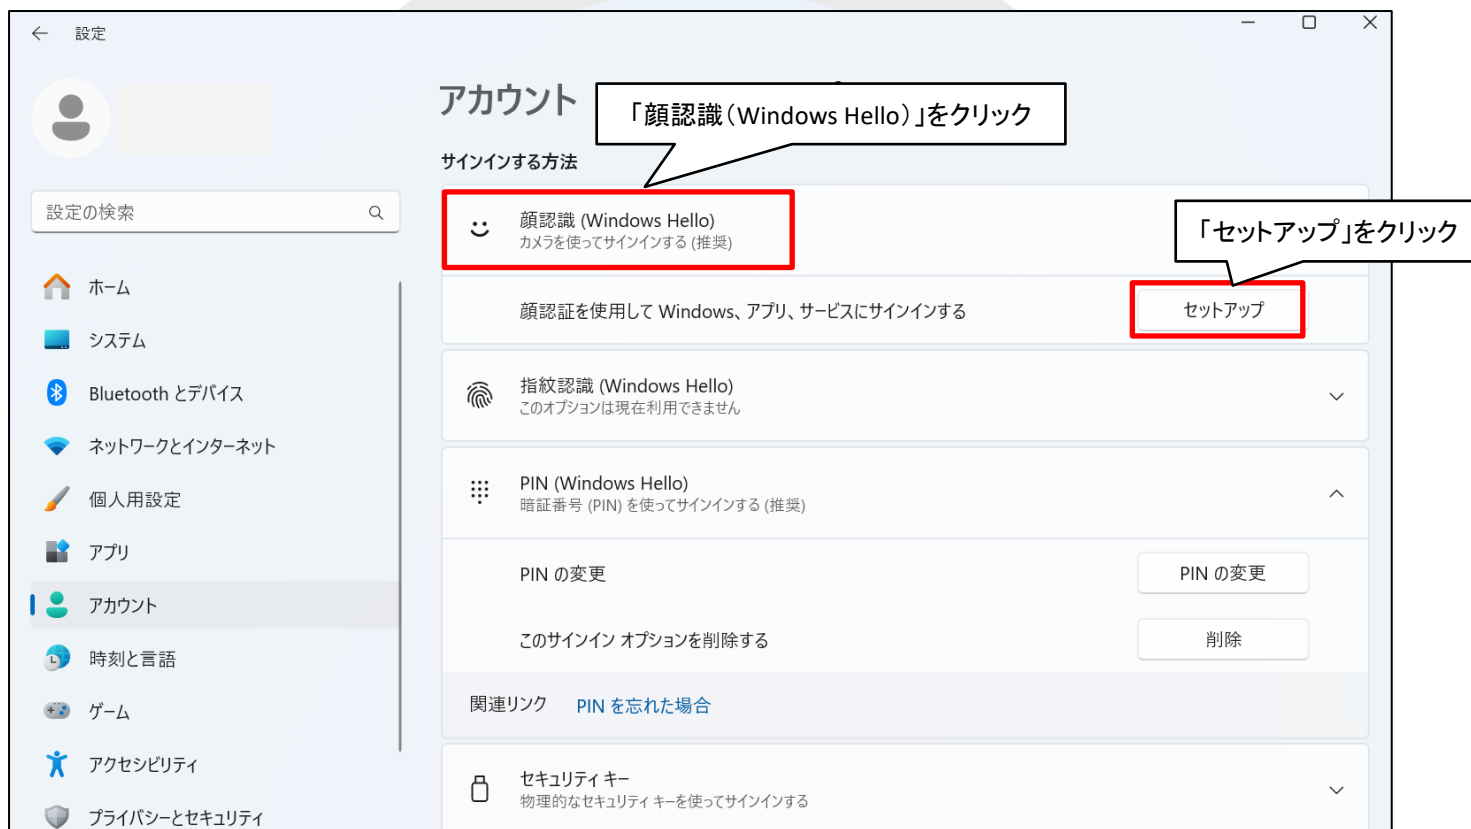 設定
アカウント
「顔認識（Windows Hello）」をクリック
サインインする方法
設定の検索
顔認識 (Windows Hello)
カメラを使ってサインインする (推奨)
「セットアップ」をクリック
顔認証を使用して Windows、アプリ、サービスにサインインする
セットアップ
ホーム
システム
Bluetooth とデバイス
ネットワークとインターネット
個人用設定
アプリ
アカウント
時刻と言語
ゲーム
アクセシビリティ
プライバシーとセキュリティ
指紋認識 (Windows Hello)
このオプションは現在利用できません
PIN (Windows Hello)
暗証番号 (PIN) を使ってサインインする (推奨)
PIN の変更
PIN の変更
このサインイン オプションを削除する
削除
関連リンク
PIN を忘れた場合
セキュリティ キー
物理的なセキュリティ キーを使ってサインインする